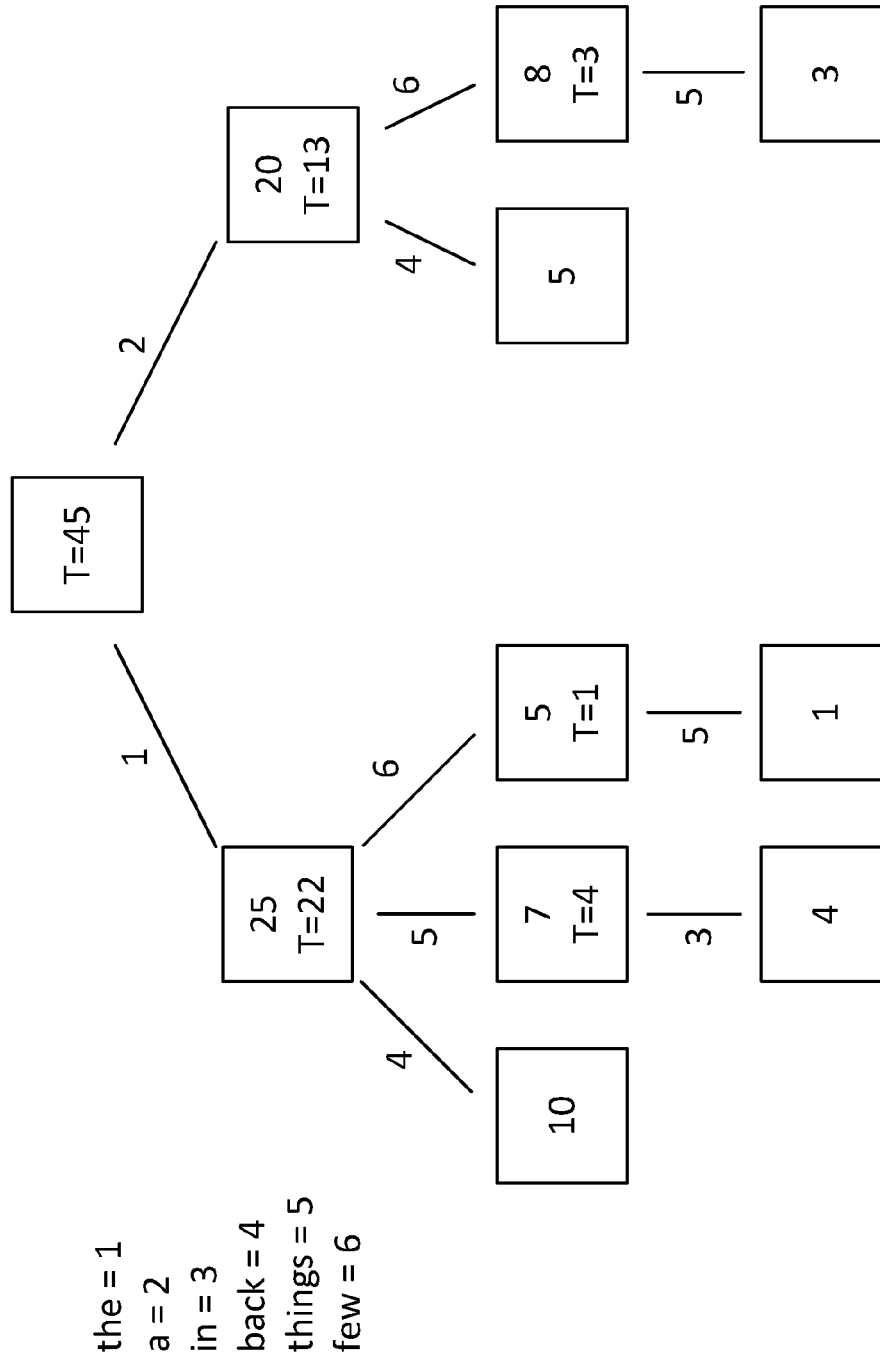 the = 1
a = 2
in = 3
back = 4
things = 5
few = 6
T=45
1
2
25
T=22
20
T=13
4
5
6
4
6
10
7
T=4
5
T=1
5
8
T=3
3
5
5
4
1
3